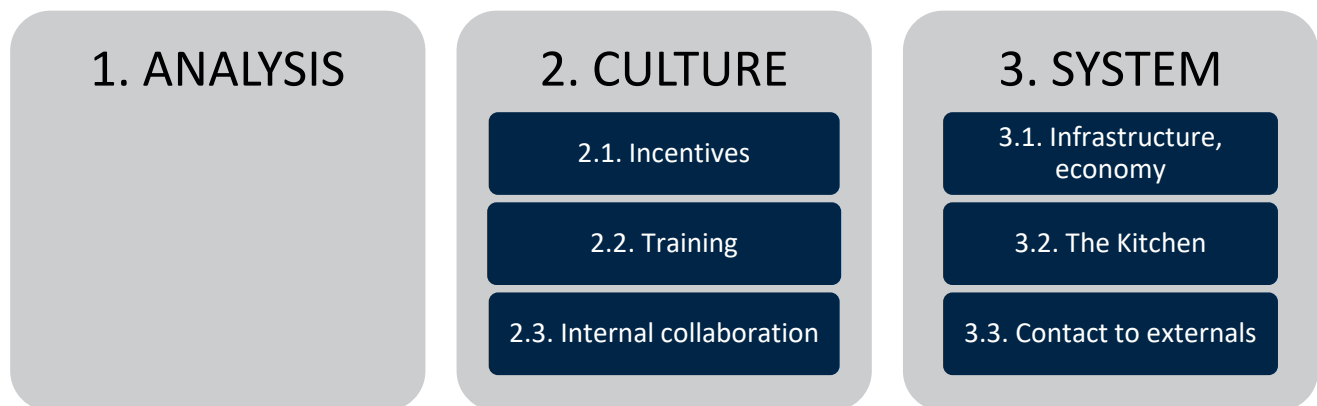 1. ANALYSIS
2. CULTURE
2.1. Incentives
2.2. Training
2.3. Internal collaboration
3. SYSTEM
3.1. Infrastructure,
economy
3.2. The Kitchen
3.3. Contact to externals